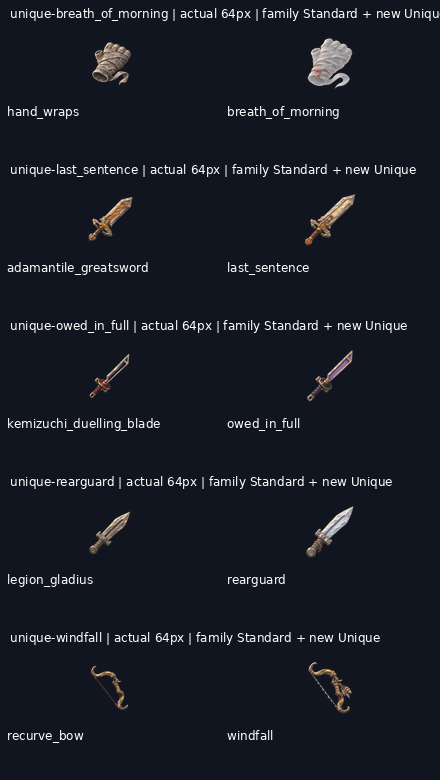 unique-breath_of_morning | actual 64px | family Standard + new Uniqu
hand_wraps
breath_of_morning
unique-last_sentence | actual 64px | family Standard + new Unique
adamantile_greatsword
last_sentence
unique-owed_in_full | actual 64px | family Standard + new Unique
kemizuchi_duelling_blade
owed_in_full
unique-rearguard | actual 64px | family Standard + new Unique
legion_gladius
rearguard
unique-windfall | actual 64px | family Standard + new Unique
recurve_bow
windfall